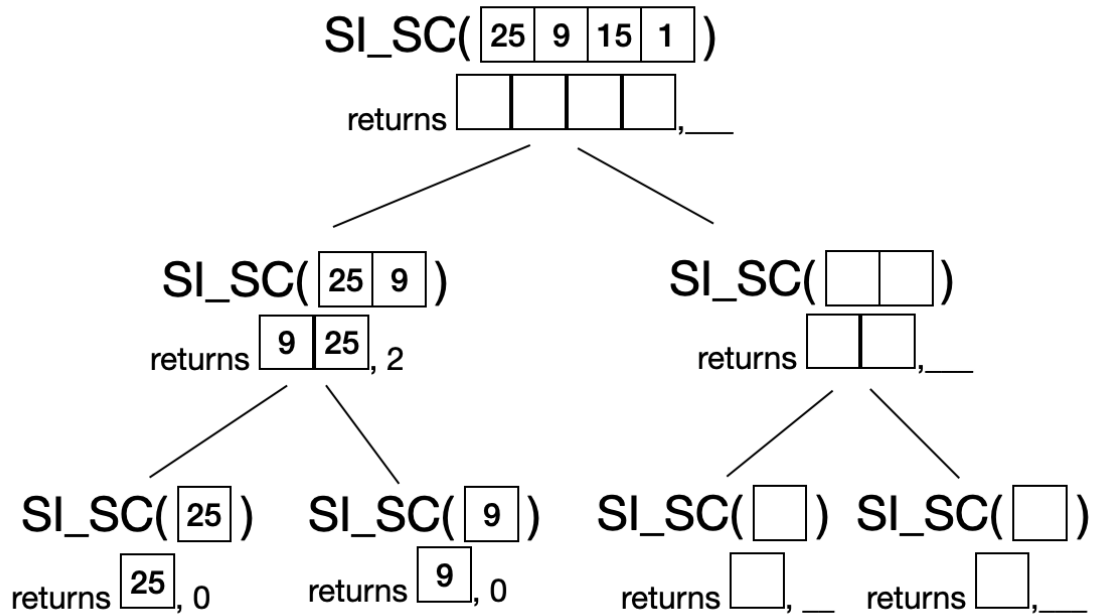 SI_SC( 25 9 15 1 )
returns ,___
SI_SC( 25 9 )
returns 9 25 , 2
SI_SC( )
returns ,___
SI_SC( 25 )
returns 25 , 0
SI_SC( 9 )
returns 9 , 0
SI_SC( )
returns , __
SI_SC( )
returns ,__